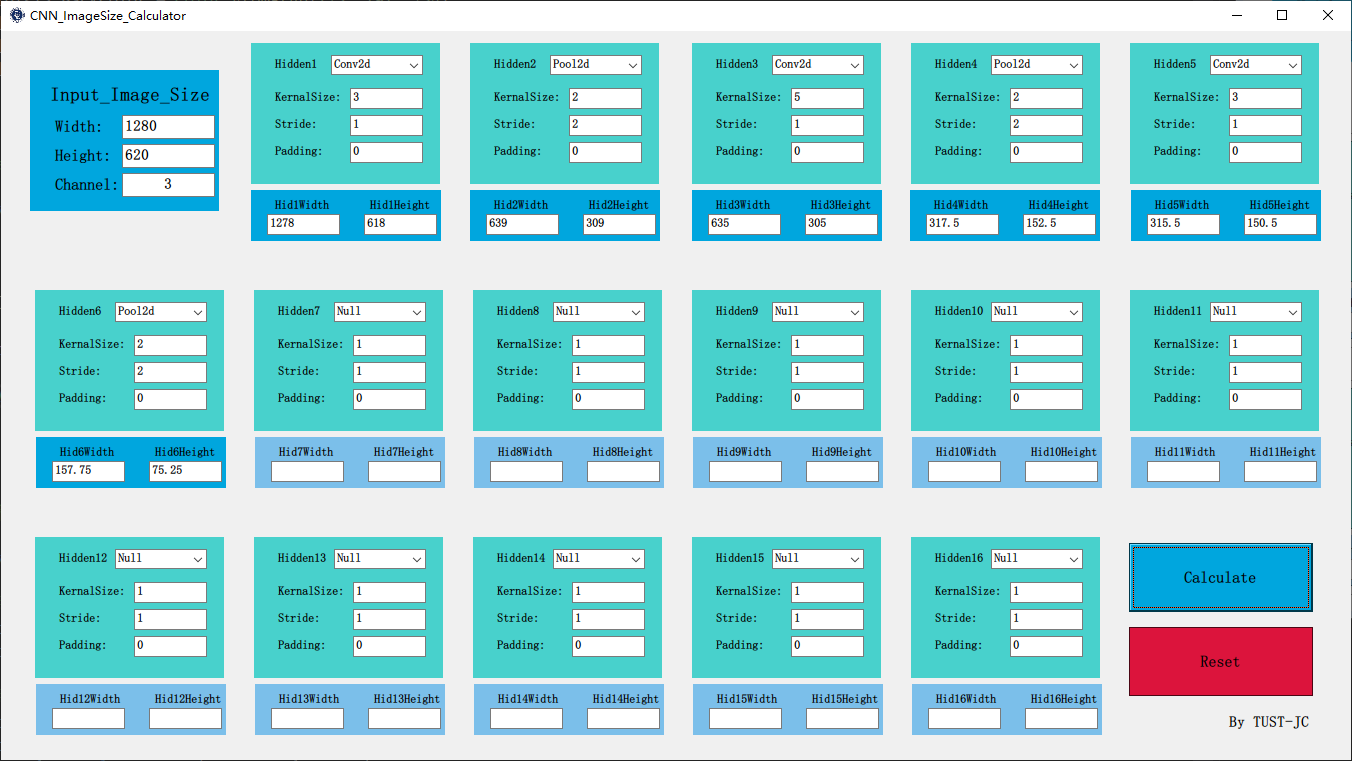 CNN_ImageSize_Calculator
Input_Image_Size
Width: 1280
Height: 620
Channel: 3
Hidden1 Conv2d
KernalSize: 3
Stride: 1
Padding: 0
Hid1Width Hid1Height
1278 618
Hidden2 Pool2d
KernalSize: 2
Stride: 2
Padding: 0
Hid2Width Hid2Height
639 309
Hidden3 Conv2d
KernalSize: 5
Stride: 1
Padding: 0
Hid3Width Hid3Height
635 305
Hidden4 Pool2d
KernalSize: 2
Stride: 2
Padding: 0
Hid4Width Hid4Height
317.5 152.5
Hidden5 Conv2d
KernalSize: 3
Stride: 1
Padding: 0
Hid5Width Hid5Height
315.5 150.5
Hidden6 Pool2d
KernalSize: 2
Stride: 2
Padding: 0
Hid6Width Hid6Height
157.75 75.25
Hidden7 Null
KernalSize: 1
Stride: 1
Padding: 0
Hid7Width Hid7Height
Hidden8 Null
KernalSize: 1
Stride: 1
Padding: 0
Hid8Width Hid8Height
Hidden9 Null
KernalSize: 1
Stride: 1
Padding: 0
Hid9Width Hid9Height
Hidden10 Null
KernalSize: 1
Stride: 1
Padding: 0
Hid10Width Hid10Height
Hidden11 Null
KernalSize: 1
Stride: 1
Padding: 0
Hid11Width Hid11Height
Hidden12 Null
KernalSize: 1
Stride: 1
Padding: 0
Hid12Width Hid12Height
Hidden13 Null
KernalSize: 1
Stride: 1
Padding: 0
Hid13Width Hid13Height
Hidden14 Null
KernalSize: 1
Stride: 1
Padding: 0
Hid14Width Hid14Height
Hidden15 Null
KernalSize: 1
Stride: 1
Padding: 0
Hid15Width Hid15Height
Hidden16 Null
KernalSize: 1
Stride: 1
Padding: 0
Hid16Width Hid16Height
Calculate
Reset
By TUST-JC